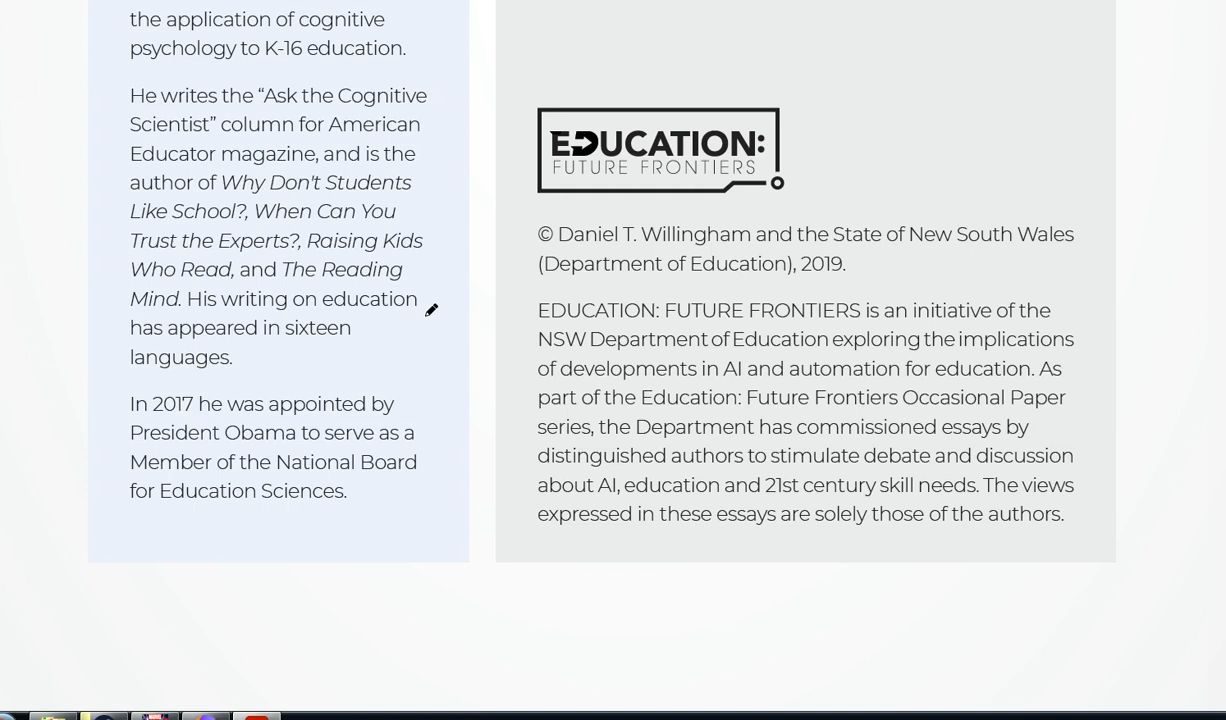 the application of cognitive
psychology to K-16 education.
He writes the “Ask the Cognitive
Scientist” column for American
Educator magazine, and is the
author of Why Don't Students
Like School?, When Can You
Trust the Experts?, Raising Kids
Who Read, and The Reading
Mind. His writing on education
has appeared in sixteen
languages.
In 2017 he was appointed by
President Obama to serve as a
Member of the National Board
for Education Sciences.
EDUCATION:
FUTURE FRONTIERS
© Daniel T. Willingham and the State of New South Wales
(Department of Education), 2019.
EDUCATION: FUTURE FRONTIERS is an initiative of the
NSW Department of Education exploring the implications
of developments in AI and automation for education. As
part of the Education: Future Frontiers Occasional Paper
series, the Department has commissioned essays by
distinguished authors to stimulate debate and discussion
about AI, education and 21st century skill needs. The views
expressed in these essays are solely those of the authors.